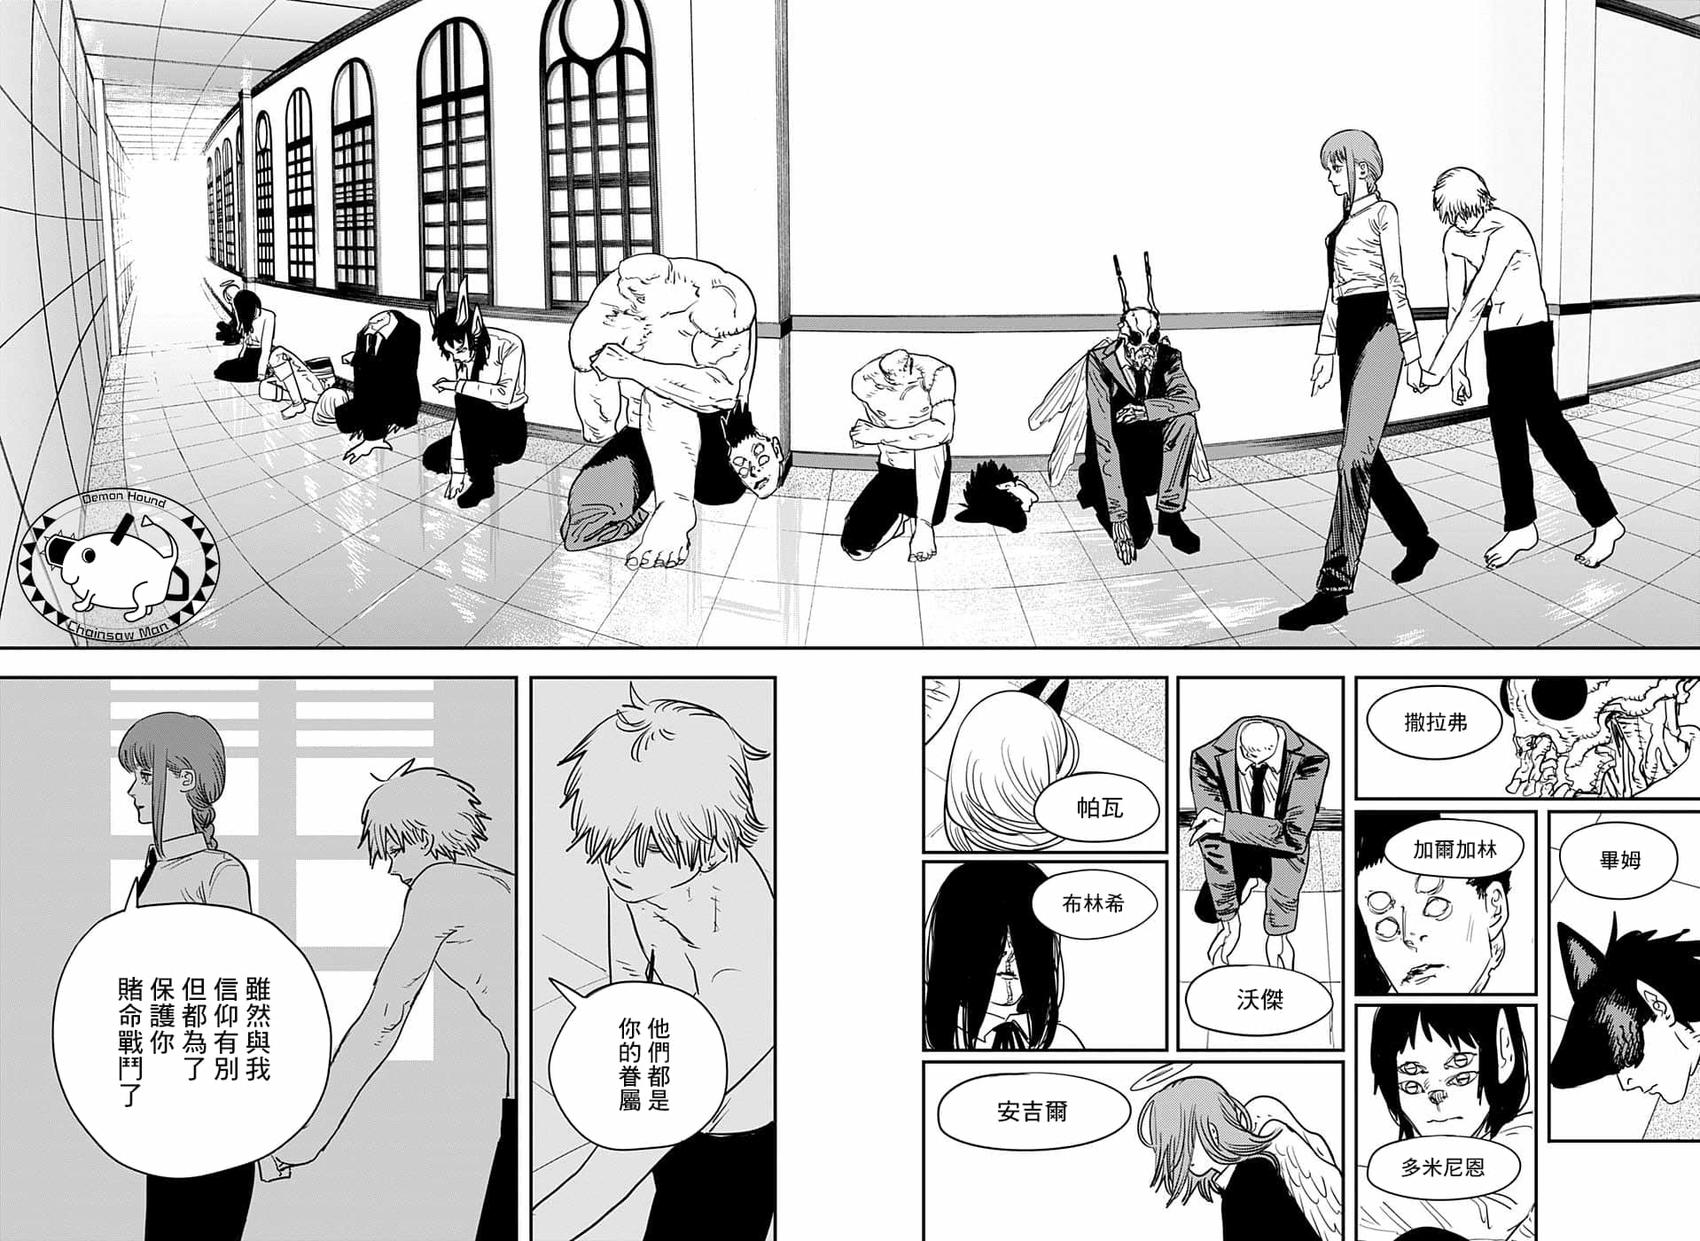 撒拉弗
畢姆
加爾加林
多米尼恩
沃傑
帕瓦
布林希
安吉爾
他們都是
你的眷屬
雖然與我
信仰有別
但都為了
保護你
賭命戰鬥了
Demon Hound
Chainsaw Man